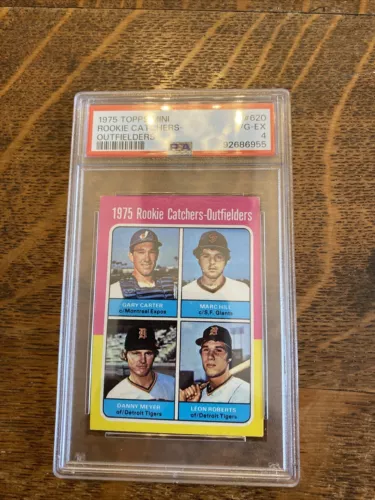 1975 TOPPS MINI #620
ROOKIE CATCHERS- VG-EX
OUTFIELDERS 4
PSA 92686955
1975 Rookie Catchers-Outfielders
GARY CARTER MARC HILL
c/Montreal Expos c/S.F. Giants
DANNY MEYER LEON ROBERTS
of/Detroit Tigers of/Detroit Tigers